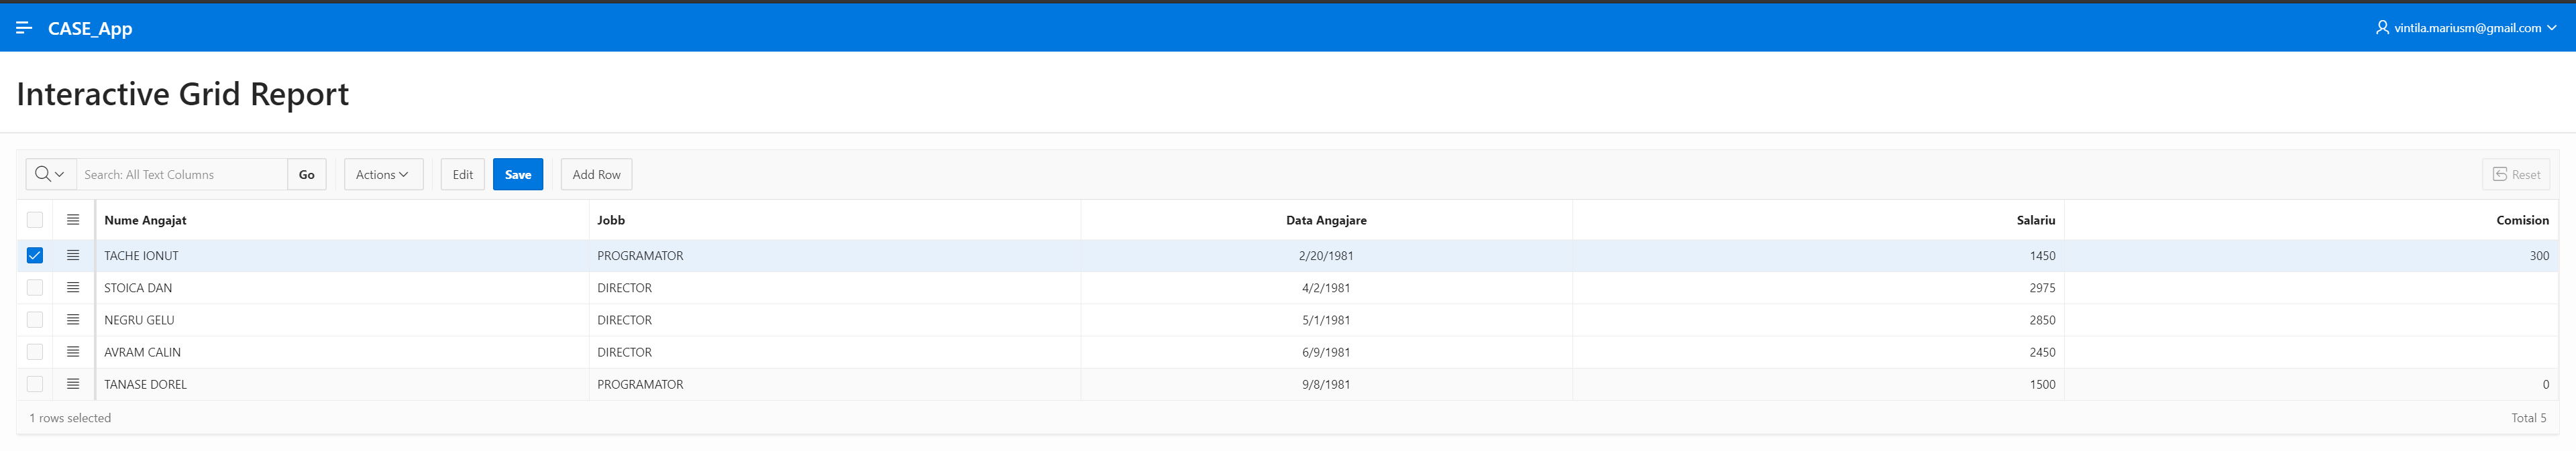 CASE_App
vintila.mariusm@gmail.com
Interactive Grid Report
Search: All Text Columns Go Actions Edit Save Add Row Reset
Nume Angajat Jobb Data Angajare Salariu Comision
TACHE IONUT PROGRAMATOR 2/20/1981 1450 300
STOICA DAN DIRECTOR 4/2/1981 2975
NEGRU GELU DIRECTOR 5/1/1981 2850
AVRAM CALIN DIRECTOR 6/9/1981 2450
TANASE DOREL PROGRAMATOR 9/8/1981 1500 0
1 rows selected Total 5